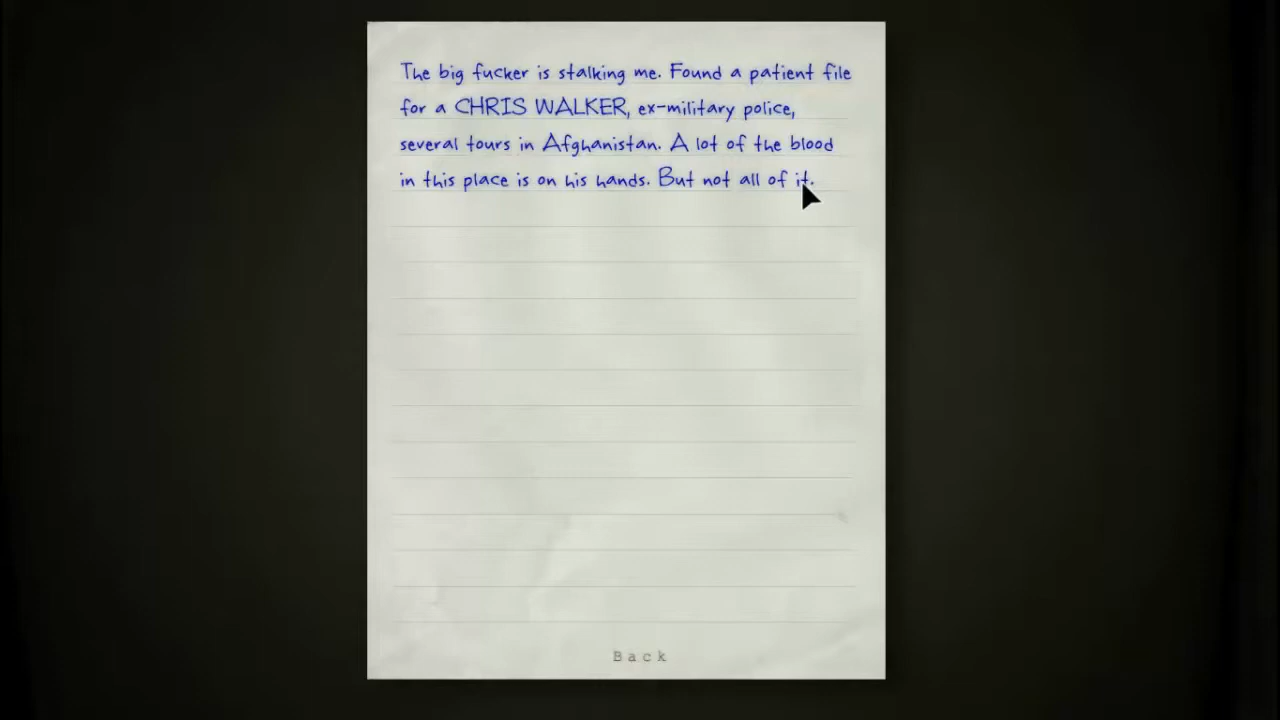 The big fucker is stalking me. Found a patient file
for a CHRIS WALKER, ex-military police,
several tours in Afghanistan. A lot of the blood
in this place is on his hands. But not all of it.
Back